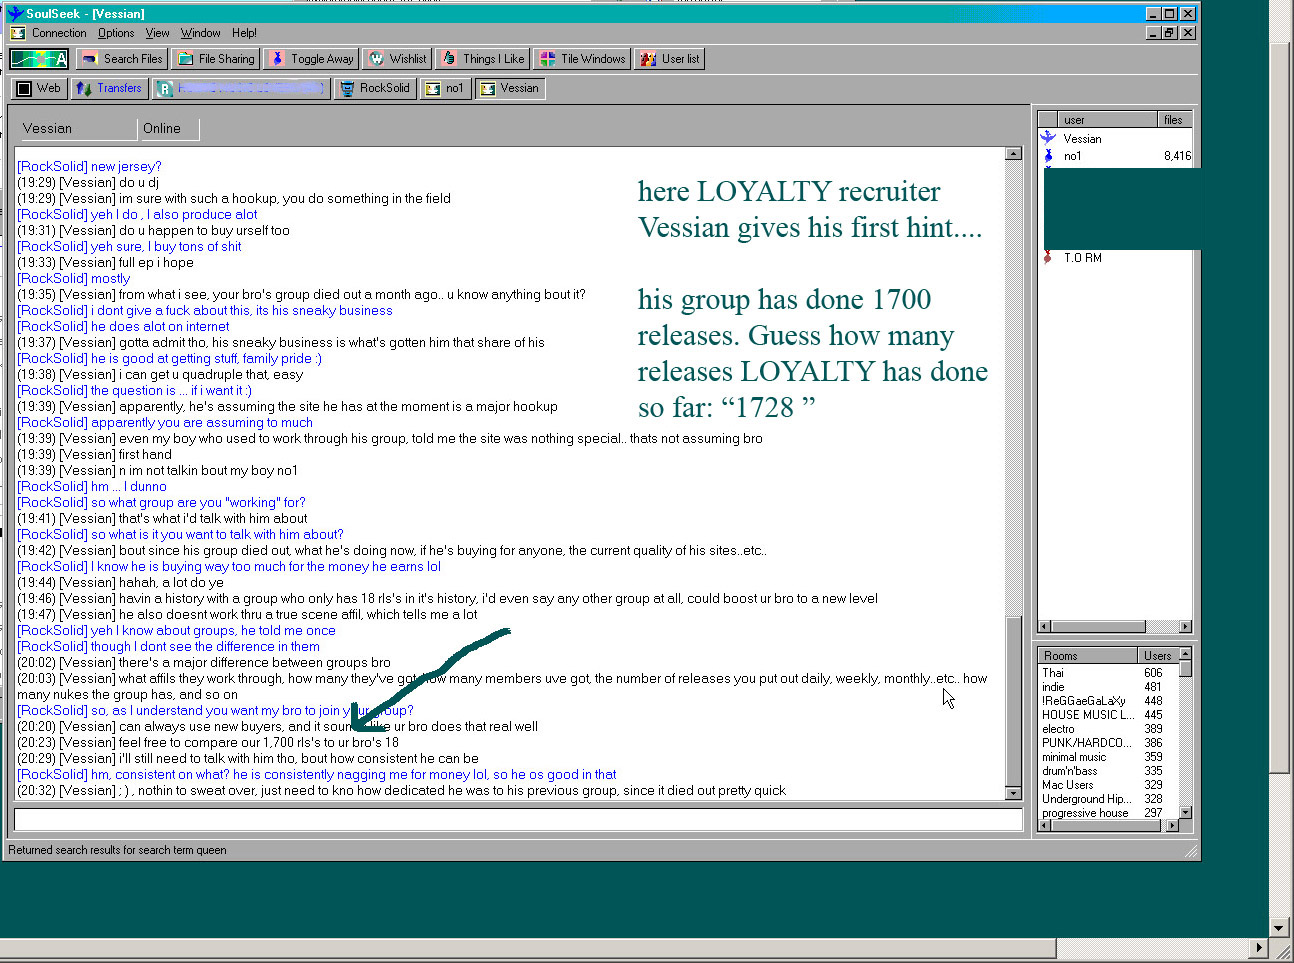 SoulSeek - [Vessian]
Connection Options View Window Help!
A Search Files File Sharing Toggle Away Wishlist Things I Like Tile Windows User list
Web Transfers RockSolid no1 Vessian
Vessian Online
[RockSolid] new jersey?
(19:29) [Vessian] do u dj
(19:29) [Vessian] im sure with such a hookup, you do something in the field
[RockSolid] yeh I do , I also produce alot
(19:31) [Vessian] do u happen to buy urself too
[RockSolid] yeh sure, I buy tons of shit
(19:33) [Vessian] full ep i hope
[RockSolid] mostly
(19:35) [Vessian] from what i see, your bro's group died out a month ago.. u know anything bout it?
[RockSolid] i dont give a fuck about this, its his sneaky business
[RockSolid] he does alot on internet
(19:37) [Vessian] gotta admit tho, his sneaky business is what's gotten him that share of his
[RockSolid] he is good at getting stuff, family pride :)
(19:38) [Vessian] i can get u quadruple that, easy
[RockSolid] the question is ... if i want it :)
(19:39) [Vessian] apparently, he's assuming the site he has at the moment is a major hookup
[RockSolid] apparently you are assuming to much
(19:39) [Vessian] even my boy who used to work through his group, told me the site was nothing special.. thats not assuming bro
(19:39) [Vessian] first hand
(19:39) [Vessian] n im not talkin bout my boy no1
[RockSolid] hm ... I dunno
[RockSolid] so what group are you "working" for?
(19:41) [Vessian] that's what i'd talk with him about
[RockSolid] so what is it you want to talk with him about?
(19:42) [Vessian] bout since his group died out, what he's doing now, if he's buying for anyone, the current quality of his sites..etc..
[RockSolid] I know he is buying way too much for the money he earns lol
(19:44) [Vessian] hahah, a lot do ye
(19:46) [Vessian] havin a history with a group who only has 18 rls's in it's history, i'd even say any other group at all, could boost ur bro to a new level
(19:47) [Vessian] he also doesnt work thru a true scene affil, which tells me a lot
[RockSolid] yeh I know about groups, he told me once
[RockSolid] though I dont see the difference in them
(20:02) [Vessian] there's a major difference between groups bro
(20:03) [Vessian] what affils they work through, how many they've got, how many members uve got, the number of releases you put out daily, weekly, monthly..etc.. how
many nukes the group has, and so on
[RockSolid] so, as I understand you want my bro to join your group?
(20:20) [Vessian] can always use new buyers, and it sounds like ur bro does that real well
(20:23) [Vessian] feel free to compare our 1,700 rls's to ur bro's 18
(20:29) [Vessian] i'll still need to talk with him tho, bout how consistent he can be
[RockSolid] hm, consistent on what? he is consistently nagging me for money lol, so he os good in that
(20:32) [Vessian] ; ) , nothin to sweat over, just need to kno how dedicated he was to his previous group, since it died out pretty quick
here LOYALTY recruiter
Vessian gives his first hint....
his group has done 1700
releases. Guess how many
releases LOYALTY has done
so far: “1728 ”
user files
Vessian
no1 8,416
T.O RM
Rooms Users
Thai 606
indie 481
!ReGGaeGaLaXy 448
HOUSE MUSIC L... 445
electro 389
PUNK/HARDCO... 386
minimal music 359
drum'n'bass 335
Mac Users 329
Underground Hip... 328
progressive house 297
Returned search results for search term queen